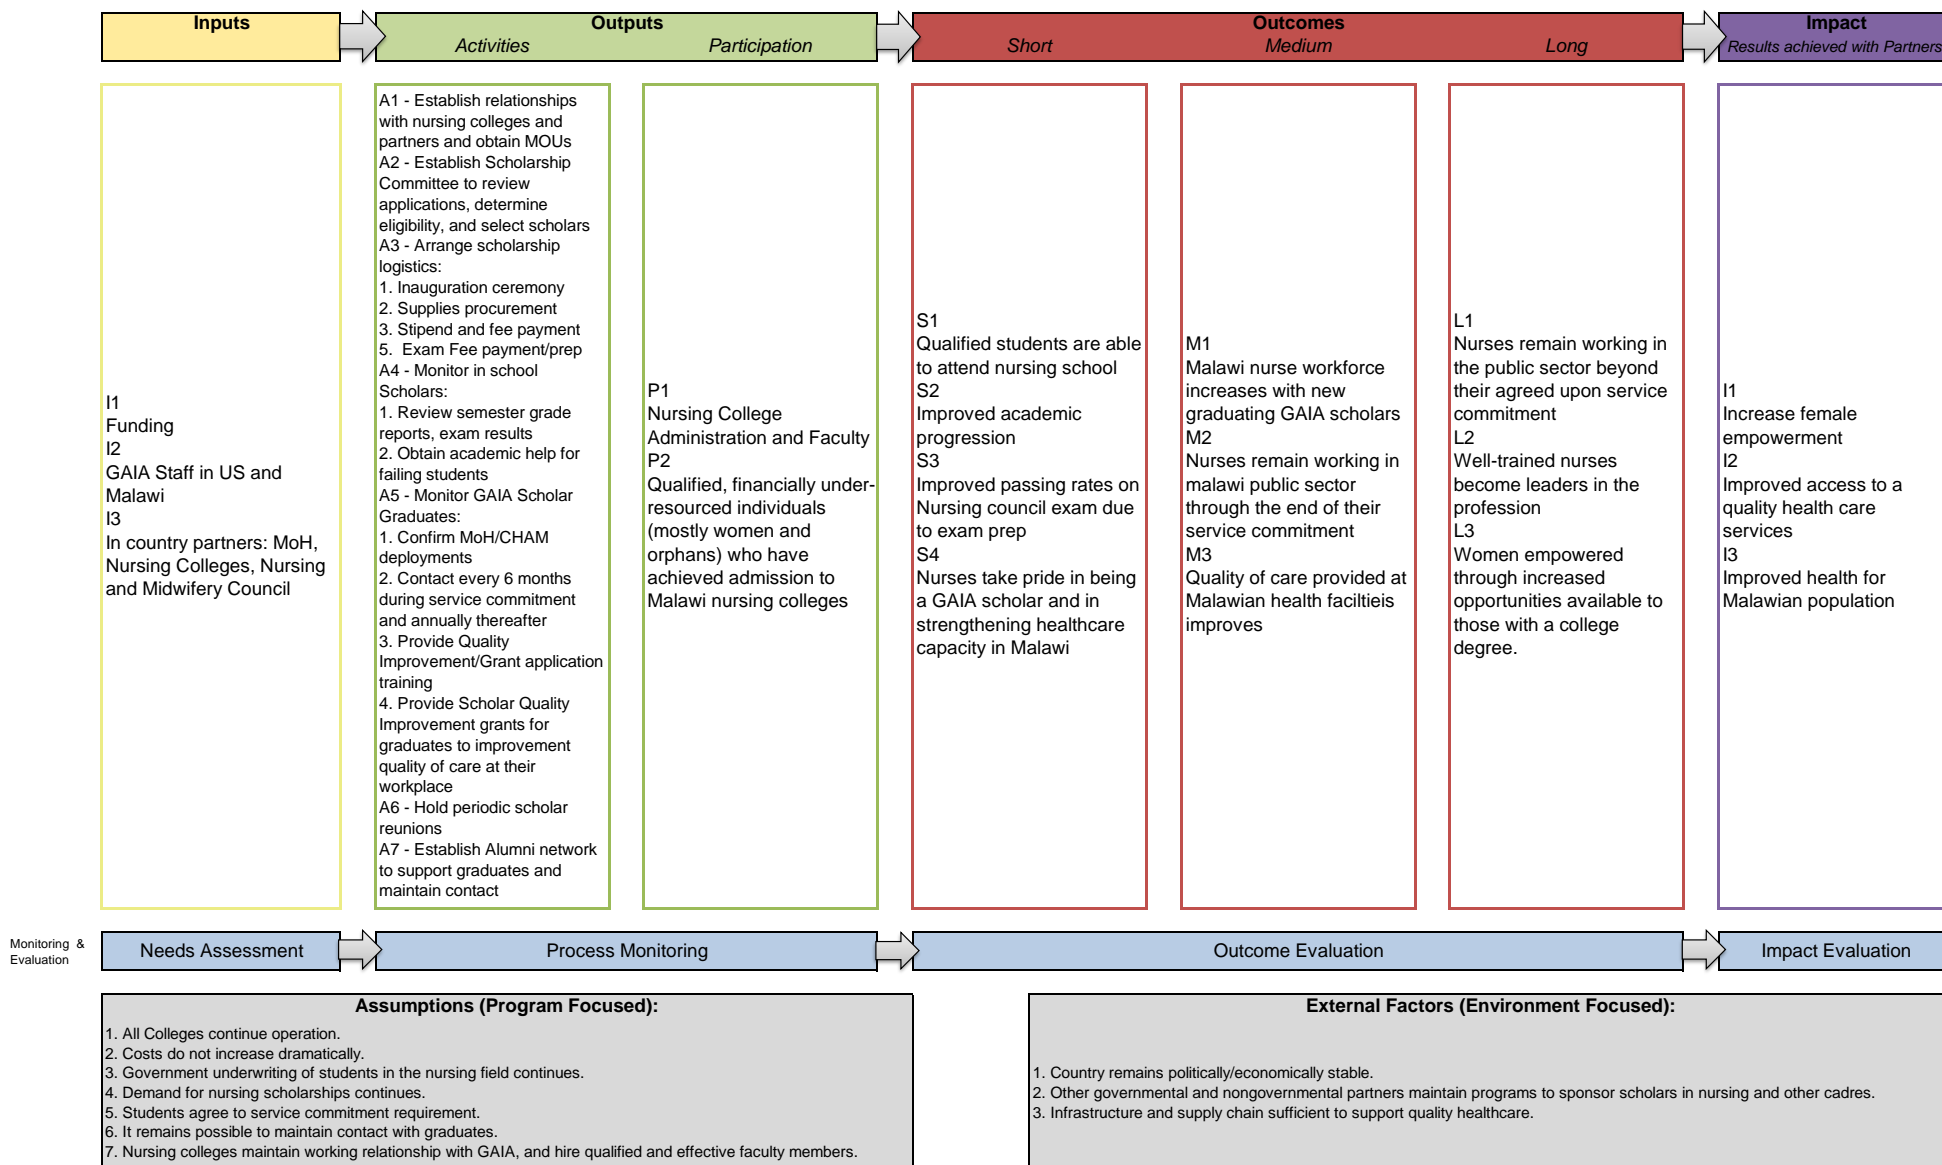 Inputs
Outputs
Activities
Participation
Outcomes
Short
Medium
Long
Impact
Results achieved with Partners
I1
Funding
I2
GAIA Staff in US and
Malawi
I3
In country partners: MoH,
Nursing Colleges, Nursing
and Midwifery Council
A1 - Establish relationships
with nursing colleges and
partners and obtain MOUs
A2 - Establish Scholarship
Committee to review
applications, determine
eligibility, and select scholars
A3 - Arrange scholarship
logistics:
1. Inauguration ceremony
2. Supplies procurement
3. Stipend and fee payment
5.  Exam Fee payment/prep
A4 - Monitor in school
Scholars:
1. Review semester grade
reports, exam results
2. Obtain academic help for
failing students
A5 - Monitor GAIA Scholar
Graduates:
1. Confirm MoH/CHAM
deployments
2. Contact every 6 months
during service commitment
and annually thereafter
3. Provide Quality
Improvement/Grant application
training
4. Provide Scholar Quality
Improvement grants for
graduates to improvement
quality of care at their
workplace
A6 - Hold periodic scholar
reunions
A7 - Establish Alumni network
to support graduates and
maintain contact
P1
Nursing College
Administration and Faculty
P2
Qualified, financially under-
resourced individuals
(mostly women and
orphans) who have
achieved admission to
Malawi nursing colleges
S1
Qualified students are able
to attend nursing school
S2
Improved academic
progression
S3
Improved passing rates on
Nursing council exam due
to exam prep
S4
Nurses take pride in being
a GAIA scholar and in
strengthening healthcare
capacity in Malawi
M1
Malawi nurse workforce
increases with new
graduating GAIA scholars
M2
Nurses remain working in
malawi public sector
through the end of their
service commitment
M3
Quality of care provided at
Malawian health faciltieis
improves
L1
Nurses remain working in
the public sector beyond
their agreed upon service
commitment
L2
Well-trained nurses
become leaders in the
profession
L3
Women empowered
through increased
opportunities available to
those with a college
degree.
I1
Increase female
empowerment
I2
Improved access to a
quality health care
services
I3
Improved health for
Malawian population
Monitoring &
Evaluation
Needs Assessment
Process Monitoring
Outcome Evaluation
Impact Evaluation
Assumptions (Program Focused):
1. All Colleges continue operation.
2. Costs do not increase dramatically.
3. Government underwriting of students in the nursing field continues.
4. Demand for nursing scholarships continues.
5. Students agree to service commitment requirement.
6. It remains possible to maintain contact with graduates.
7. Nursing colleges maintain working relationship with GAIA, and hire qualified and effective faculty members.
External Factors (Environment Focused):
1. Country remains politically/economically stable.
2. Other governmental and nongovernmental partners maintain programs to sponsor scholars in nursing and other cadres.
3. Infrastructure and supply chain sufficient to support quality healthcare.